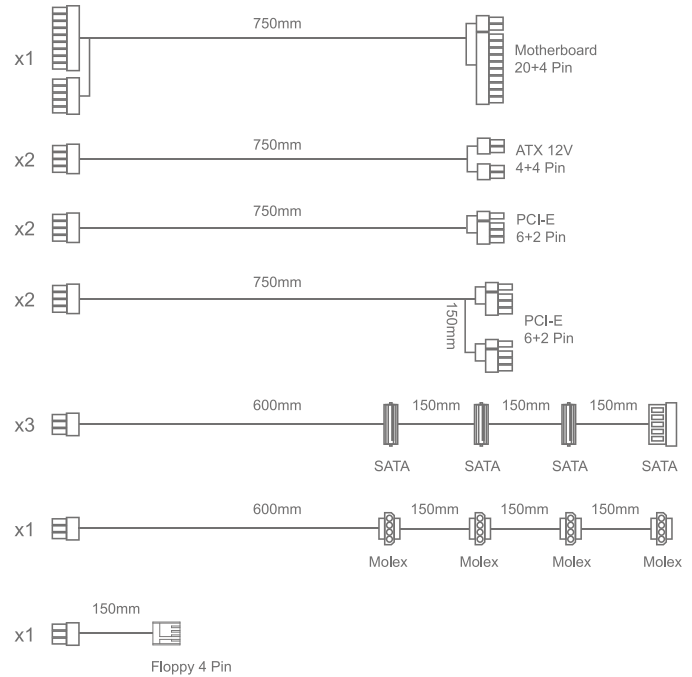 750mm
x1
Motherboard
20+4 Pin
750mm
x2
ATX 12V
4+4 Pin
750mm
x2
PCI-E
6+2 Pin
750mm
x2
150mm
PCI-E
6+2 Pin
600mm 150mm 150mm 150mm
x3
SATA SATA SATA SATA
600mm 150mm 150mm 150mm
x1
Molex Molex Molex Molex
150mm
x1
Floppy 4 Pin